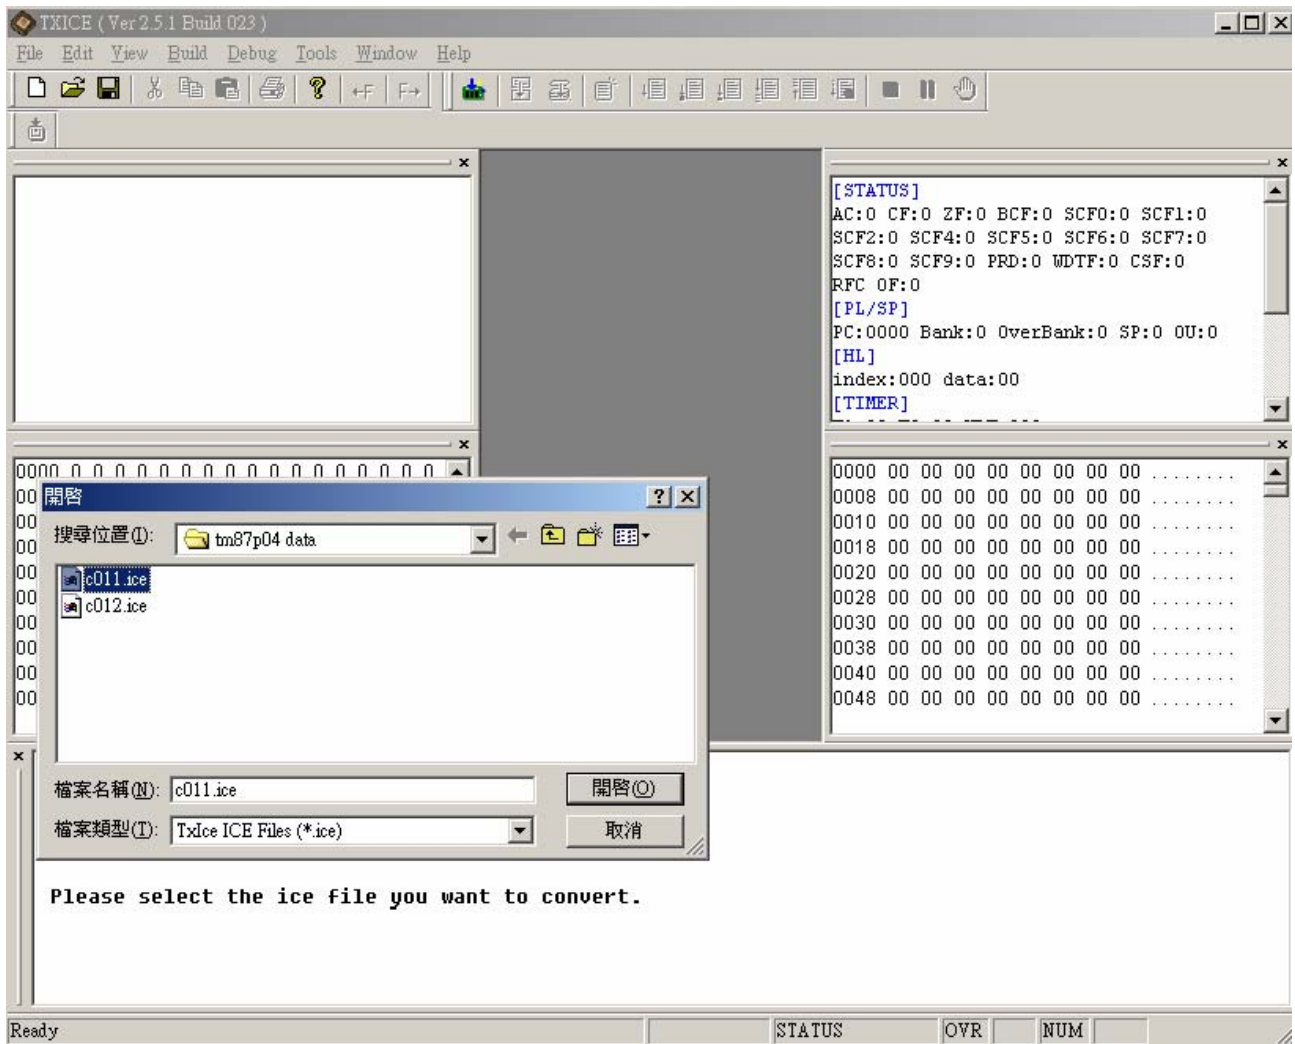 TXICE ( Ver 2.5.1 Build 023 )
File Edit View Build Debug Tools Window Help
[STATUS]
AC:0 CF:0 ZF:0 BCF:0 SCF0:0 SCF1:0
SCF2:0 SCF4:0 SCF5:0 SCF6:0 SCF7:0
SCF8:0 SCF9:0 PRD:0 WDTF:0 CSF:0
RFC OF:0
[PL/SP]
PC:0000 Bank:0 OverBank:0 SP:0 OU:0
[HL]
index:000 data:00
[TIMER]
0000 0 0 0 0 0 0 0 0 0 0 0 0 0 0 0 0
00
00
00
00
00
00
00
00
00
開啓
搜尋位置(I): tm87p04 data
c011.ice
c012.ice
檔案名稱(N): c011.ice 開啓(O)
檔案類型(T): TxIce ICE Files (*.ice) 取消
0000 00 00 00 00 00 00 00 00 ........
0008 00 00 00 00 00 00 00 00 ........
0010 00 00 00 00 00 00 00 00 ........
0018 00 00 00 00 00 00 00 00 ........
0020 00 00 00 00 00 00 00 00 ........
0028 00 00 00 00 00 00 00 00 ........
0030 00 00 00 00 00 00 00 00 ........
0038 00 00 00 00 00 00 00 00 ........
0040 00 00 00 00 00 00 00 00 ........
0048 00 00 00 00 00 00 00 00 ........
Please select the ice file you want to convert.
Ready STATUS OVR NUM